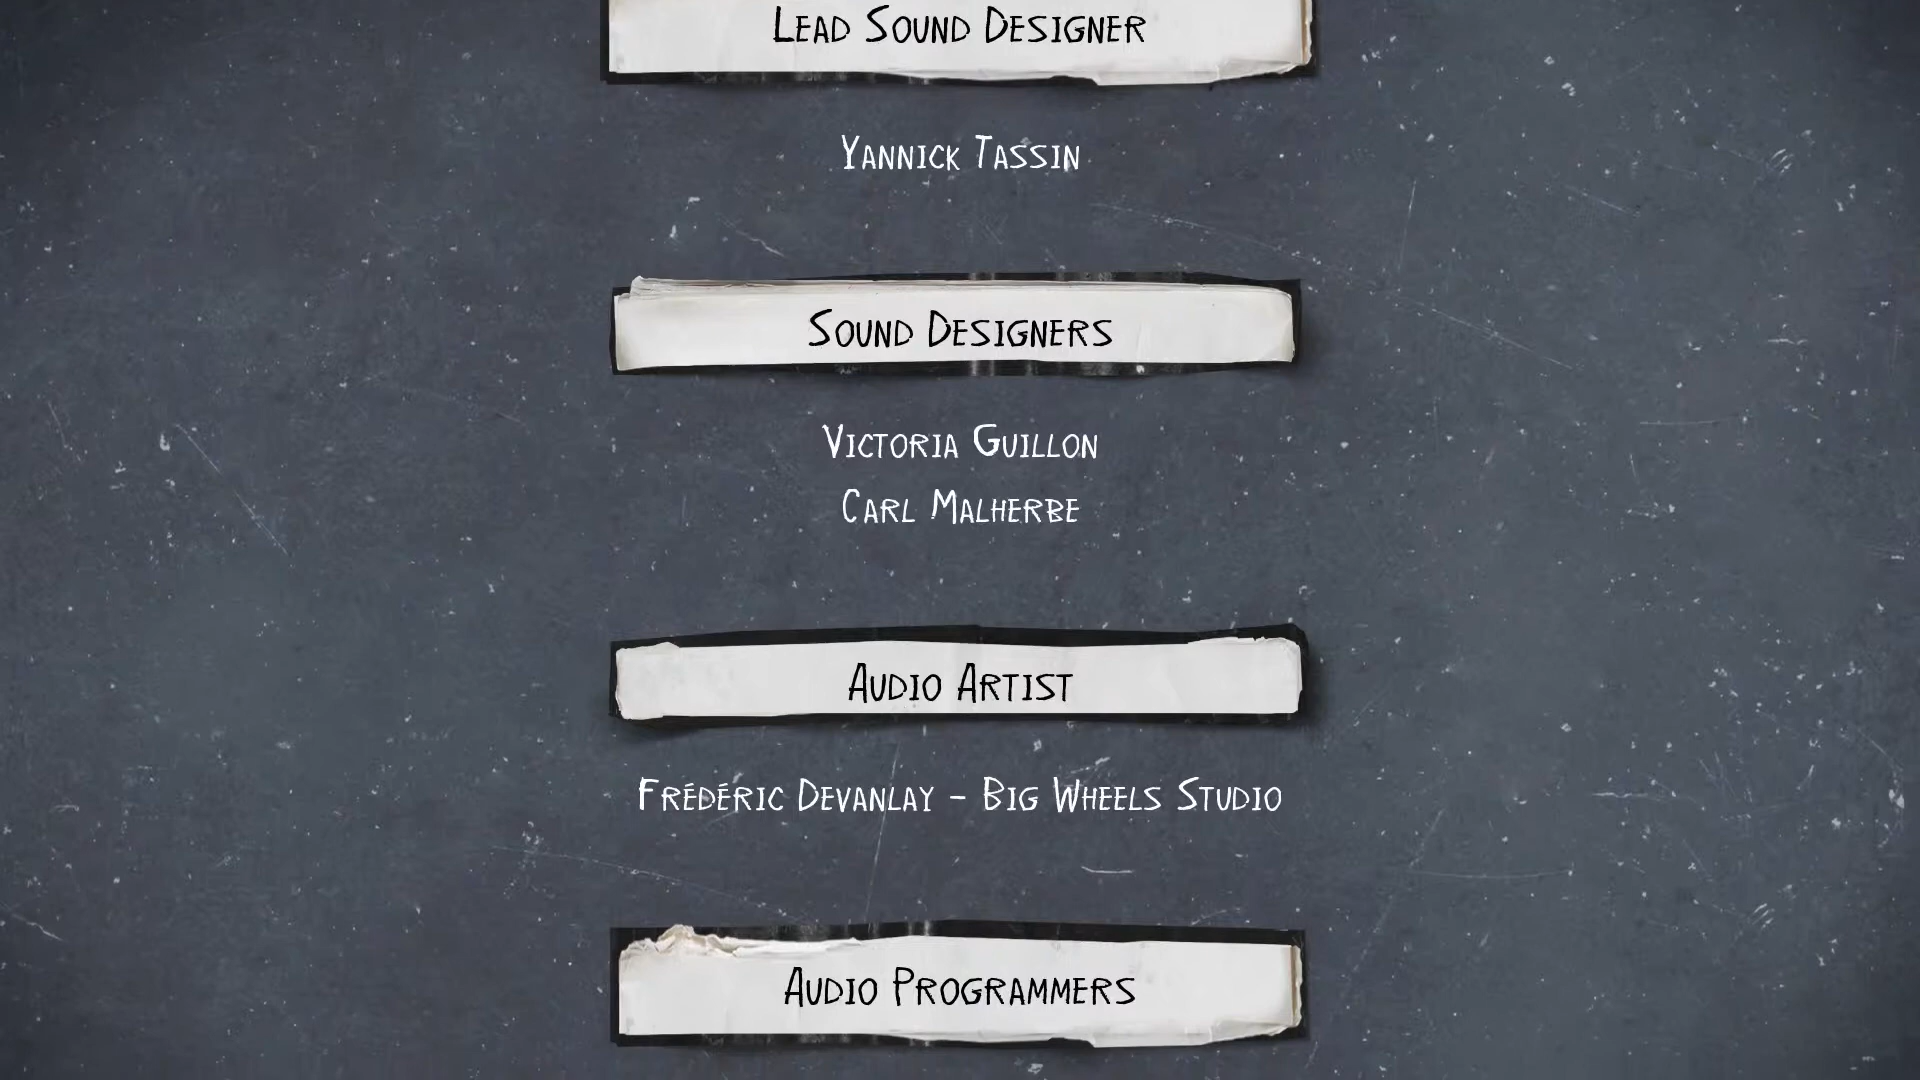 Lead Sound Designer
Yannick Tassin
Sound Designers
Victoria Guillon
Carl Malherbe
Audio Artist
Frédéric Devanlay – Big Wheels Studio
Audio Programmers